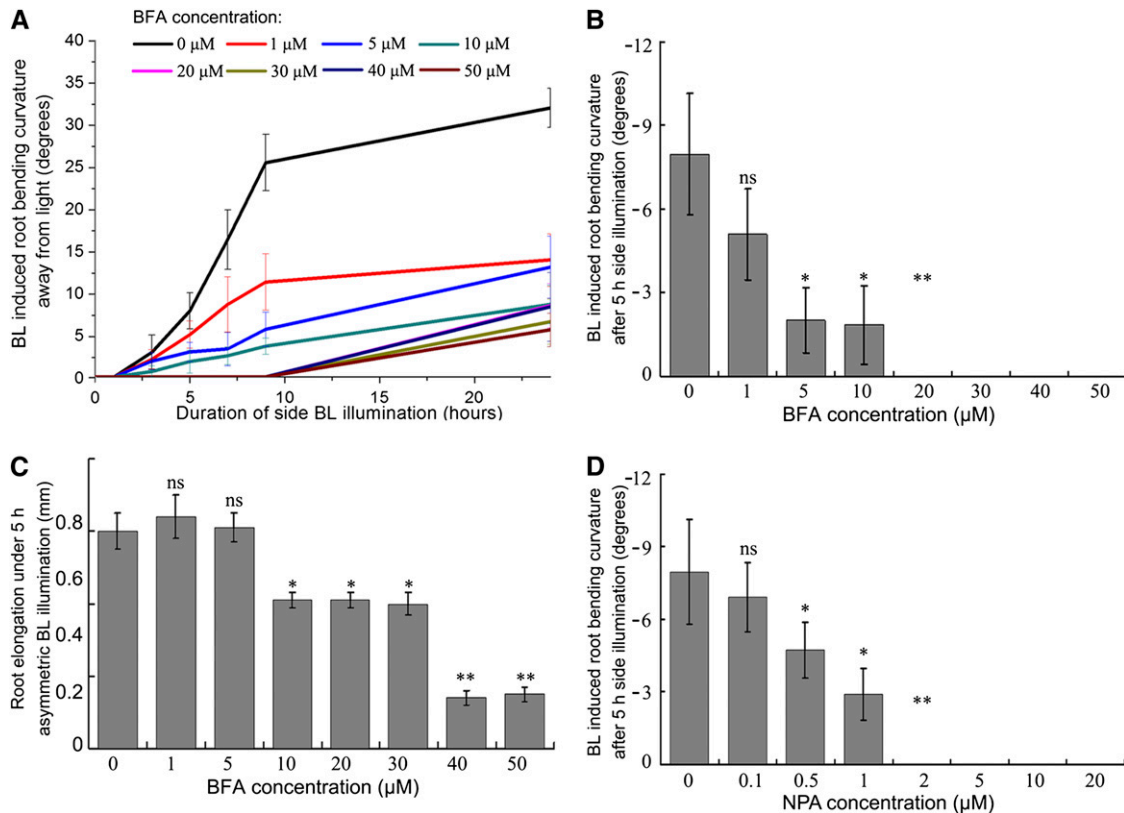 A
BFA concentration:
0 µM 1 µM 5 µM 10 µM
20 µM 30 µM 40 µM 50 µM
BL induced root bending curvature
away from light (degrees)
40
35
30
25
20
15
10
5
0
0 5 10 15 20
Duration of side BL illumination (hours)
B
BL induced root bending curvature
after 5 h side illumination (degrees)
-12
-9
-6
-3
0
ns
* * **
0 1 5 10 20 30 40 50
BFA concentration (µM)
C
Root elongation under 5 h
asymmetric BL illumination (mm)
0.8
0.6
0.4
0.2
0
ns ns
* * *
** **
0 1 5 10 20 30 40 50
BFA concentration (µM)
D
BL induced root bending curvature
after 5 h side illumination (degrees)
-12
-9
-6
-3
0
ns
*
*
**
0 0.1 0.5 1 2 5 10 20
NPA concentration (µM)